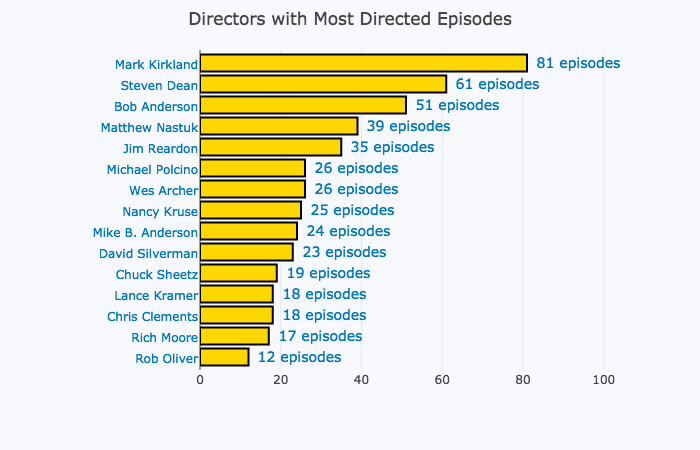 Directors with Most Directed Episodes
Mark Kirkland 81 episodes
Steven Dean 61 episodes
Bob Anderson 51 episodes
Matthew Nastuk 39 episodes
Jim Reardon 35 episodes
Michael Polcino 26 episodes
Wes Archer 26 episodes
Nancy Kruse 25 episodes
Mike B. Anderson 24 episodes
David Silverman 23 episodes
Chuck Sheetz 19 episodes
Lance Kramer 18 episodes
Chris Clements 18 episodes
Rich Moore 17 episodes
Rob Oliver 12 episodes
0 20 40 60 80 100